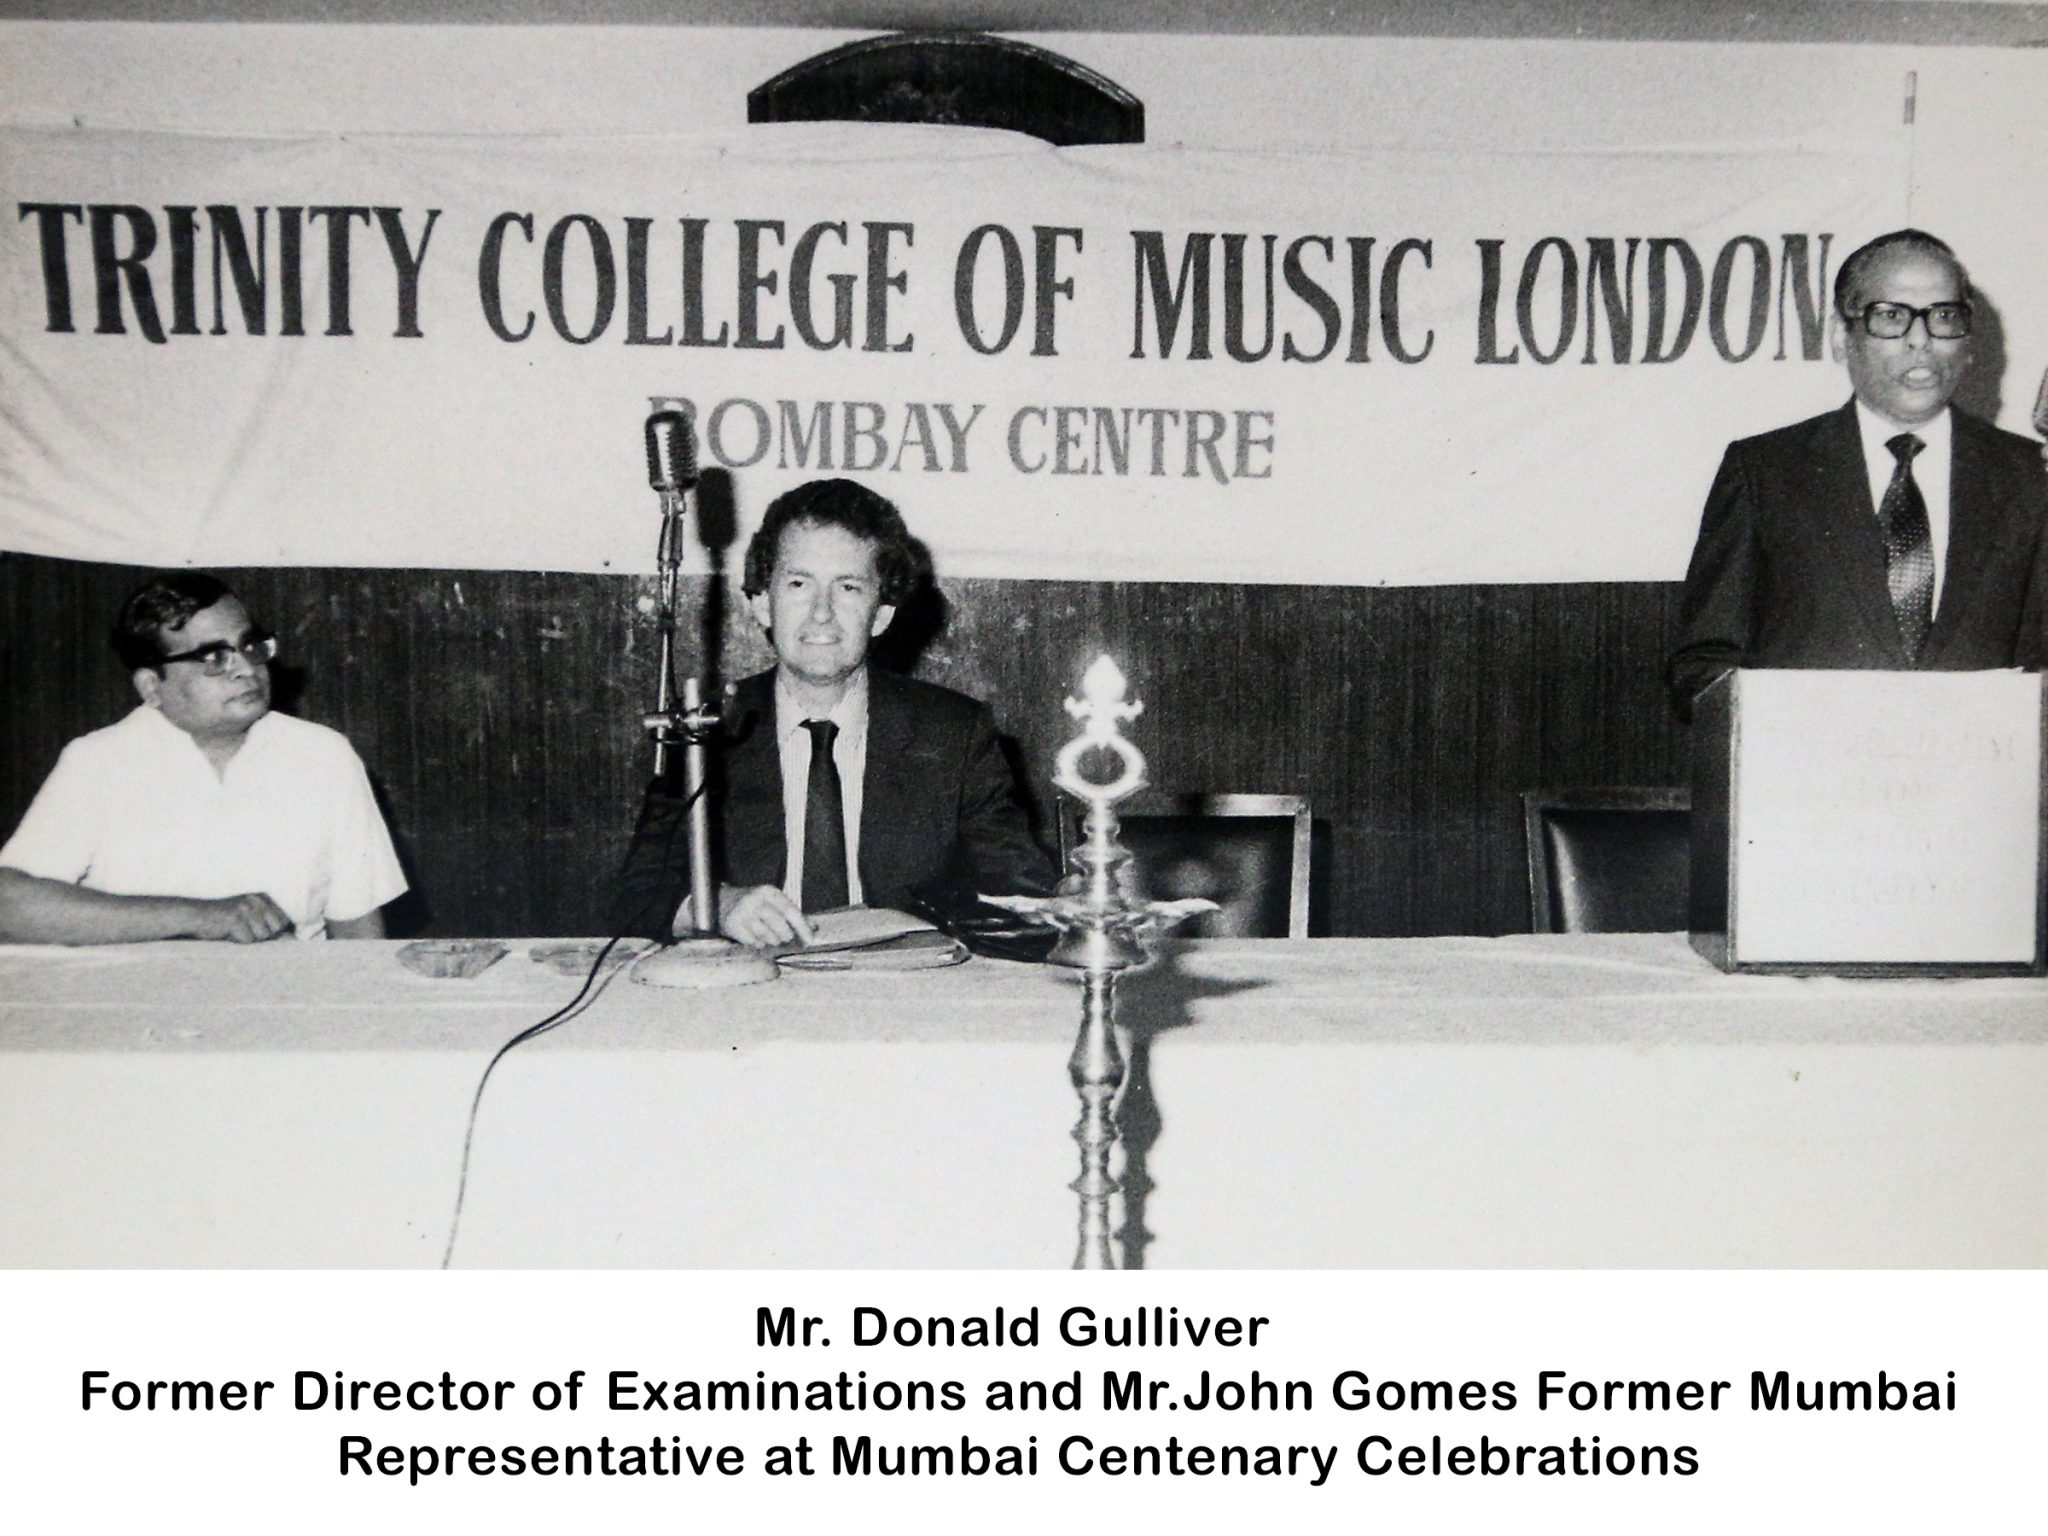 TRINITY COLLEGE OF MUSIC LONDON
BOMBAY CENTRE
Mr. Donald Gulliver
Former Director of Examinations and Mr.John Gomes Former Mumbai
Representative at Mumbai Centenary Celebrations